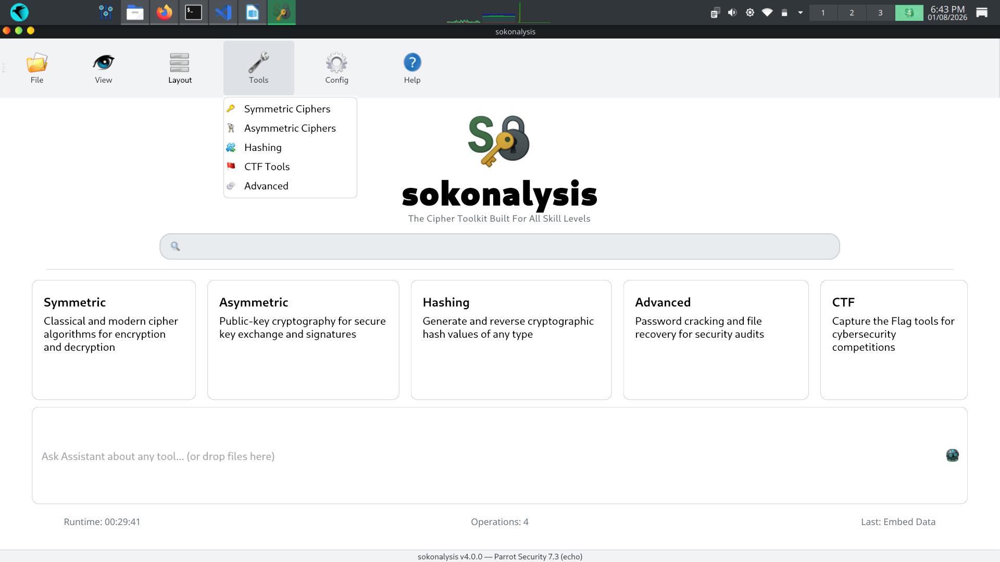 1
2
3
4
6:43 PM
01/08/2026
sokonalysis
File
View
Layout
Tools
Config
Help
Symmetric Ciphers
Asymmetric Ciphers
Hashing
CTF Tools
Advanced
sokonalysis
The Cipher Toolkit Built For All Skill Levels
Symmetric
Classical and modern cipher
algorithms for encryption
and decryption
Asymmetric
Public-key cryptography for secure
key exchange and signatures
Hashing
Generate and reverse cryptographic
hash values of any type
Advanced
Password cracking and file
recovery for security audits
CTF
Capture the Flag tools for
cybersecurity
competitions
Ask Assistant about any tool... (or drop files here)
Runtime: 00:29:41
Operations: 4
Last: Embed Data
sokonalysis v4.0.0 — Parrot Security 7.3 (echo)